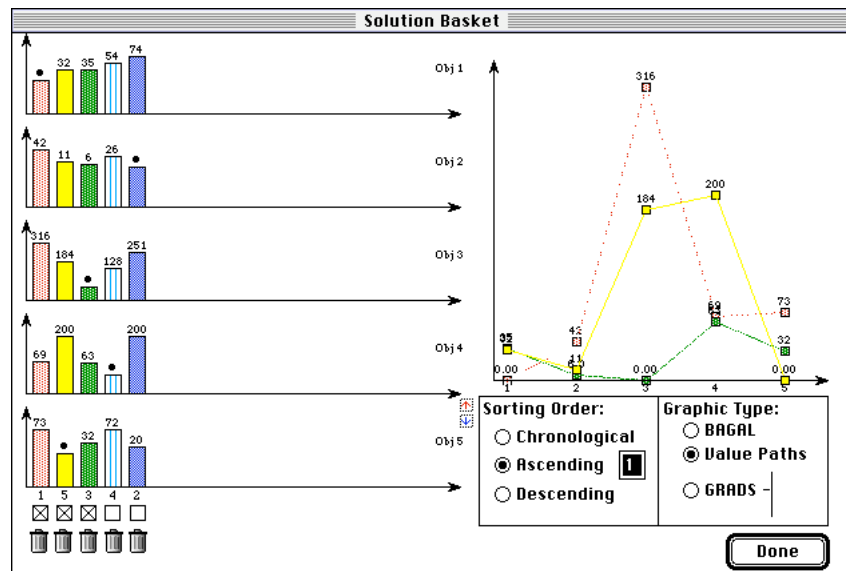 Solution Basket
32 35 54 74
Obj 1
42 11 6 26
Obj 2
316 184 128 251
Obj 3
69 200 63 200
Obj 4
73 32 72 20
Obj 5
1 5 3 4 2
316
200
184
69
73
42
35
32
11
0.00 0.00 0.00
1 2 3 4 5
Sorting Order:
Chronological
Ascending 1
Descending
Graphic Type:
BAGAL
Value Paths
GRADS -
Done